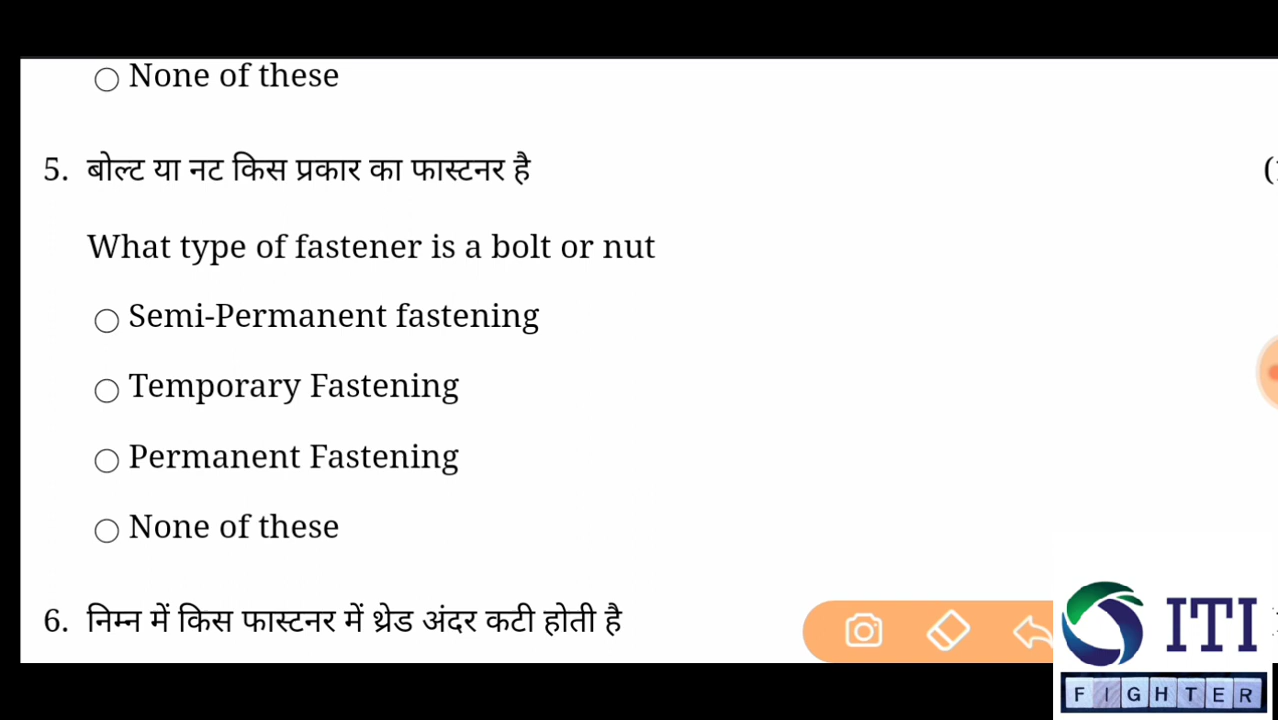 None of these
5. बोल्ट या नट किस प्रकार का फास्टनर है
What type of fastener is a bolt or nut
Semi-Permanent fastening
Temporary Fastening
Permanent Fastening
None of these
6. निम्न में किस फास्टनर में थ्रेड अंदर कटी होती है
ITI
FIGHTER